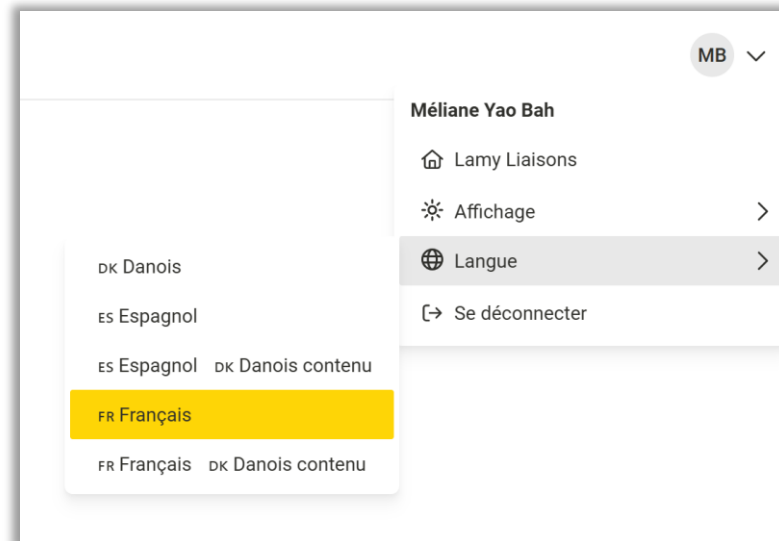 MB
Méliane Yao Bah
Lamy Liaisons
Affichage
Langue
Se déconnecter
DK Danois
ES Espagnol
ES Espagnol DK Danois contenu
FR Français
FR Français DK Danois contenu